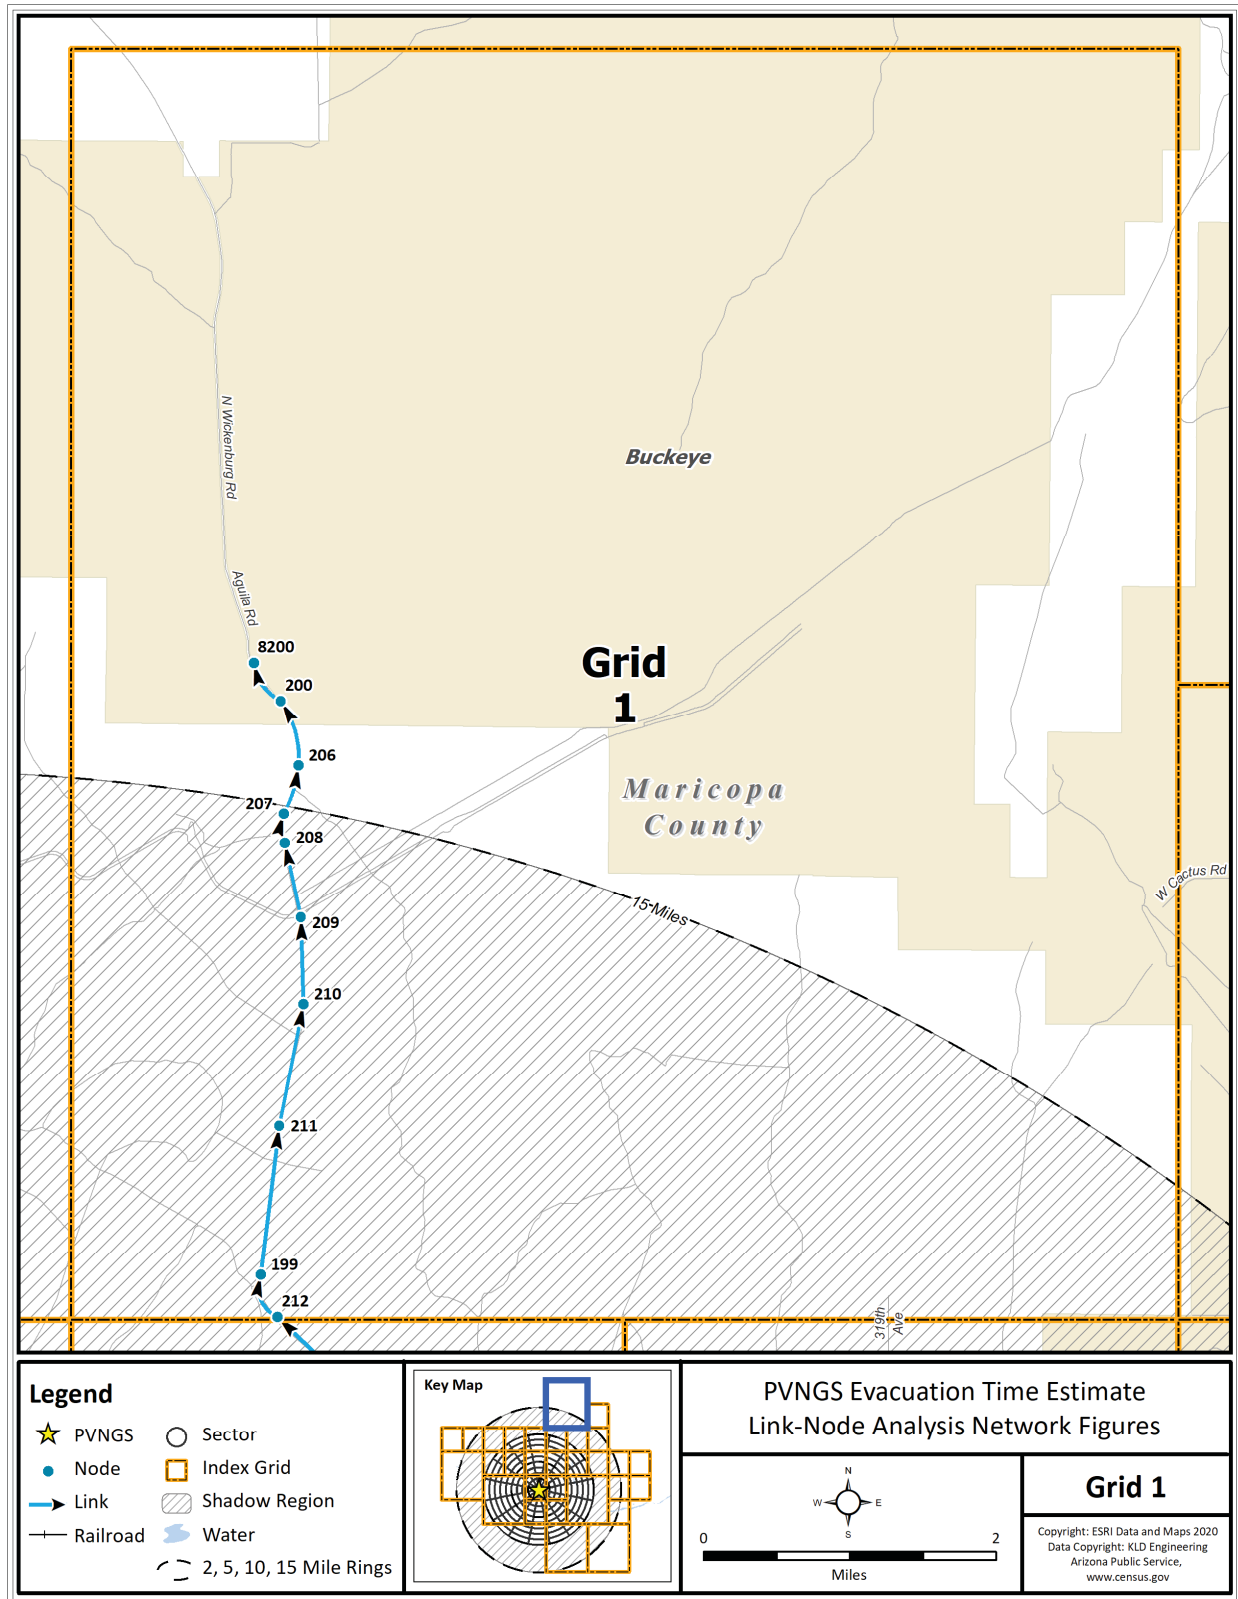 N Wickenburg Rd
Buckeye
Aguila Rd
8200
Grid
1
200
206
Maricopa
County
207
208
W Cactus Rd
15 Miles
209
210
211
199
212
319th
Ave
Legend
PVNGS
Node
Link
Railroad
Sector
Index Grid
Shadow Region
Water
2, 5, 10, 15 Mile Rings
Key Map
PVNGS Evacuation Time Estimate
Link-Node Analysis Network Figures
N
W
E
S
0
2
Miles
Grid 1
Copyright: ESRI Data and Maps 2020
Data Copyright: KLD Engineering
Arizona Public Service,
www.census.gov